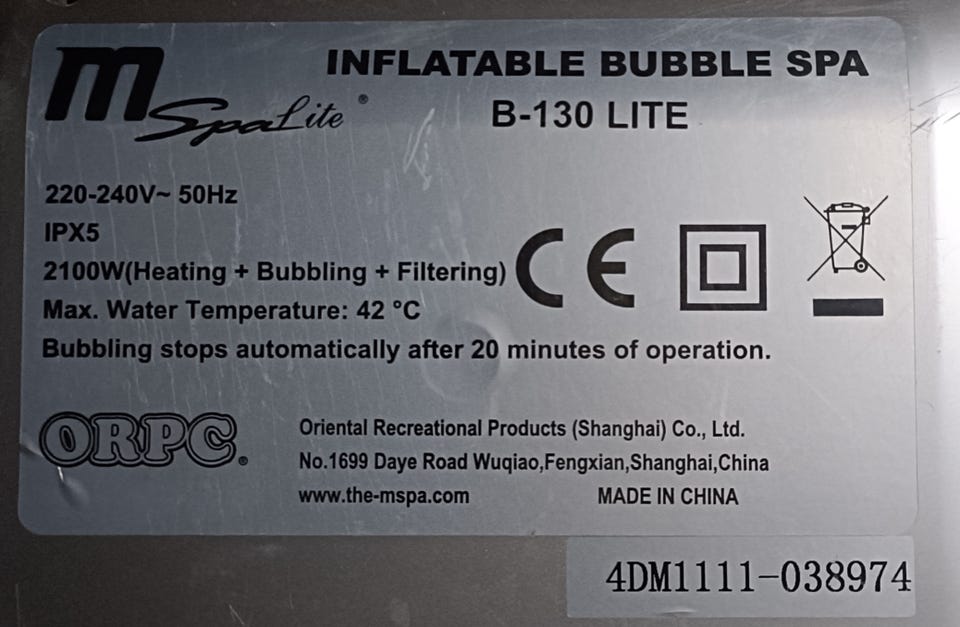 mSpaLite®
INFLATABLE BUBBLE SPA
B-130 LITE
220-240V~ 50Hz
IPX5
2100W(Heating + Bubbling + Filtering)
CE
Max. Water Temperature: 42 °C
Bubbling stops automatically after 20 minutes of operation.
ORPC®
Oriental Recreational Products (Shanghai) Co., Ltd.
No.1699 Daye Road Wuqiao,Fengxian,Shanghai,China
www.the-mspa.com MADE IN CHINA
4DM1111-038974